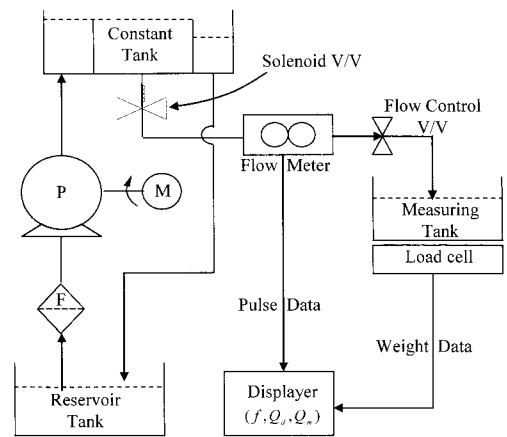 Constant
Tank
Solenoid V/V
Flow Control
V/V
Flow Meter
P
M
Measuring
Tank
Load cell
F
Pulse Data
Weight Data
Reservoir
Tank
Displayer
(f, Q_d, Q_m)